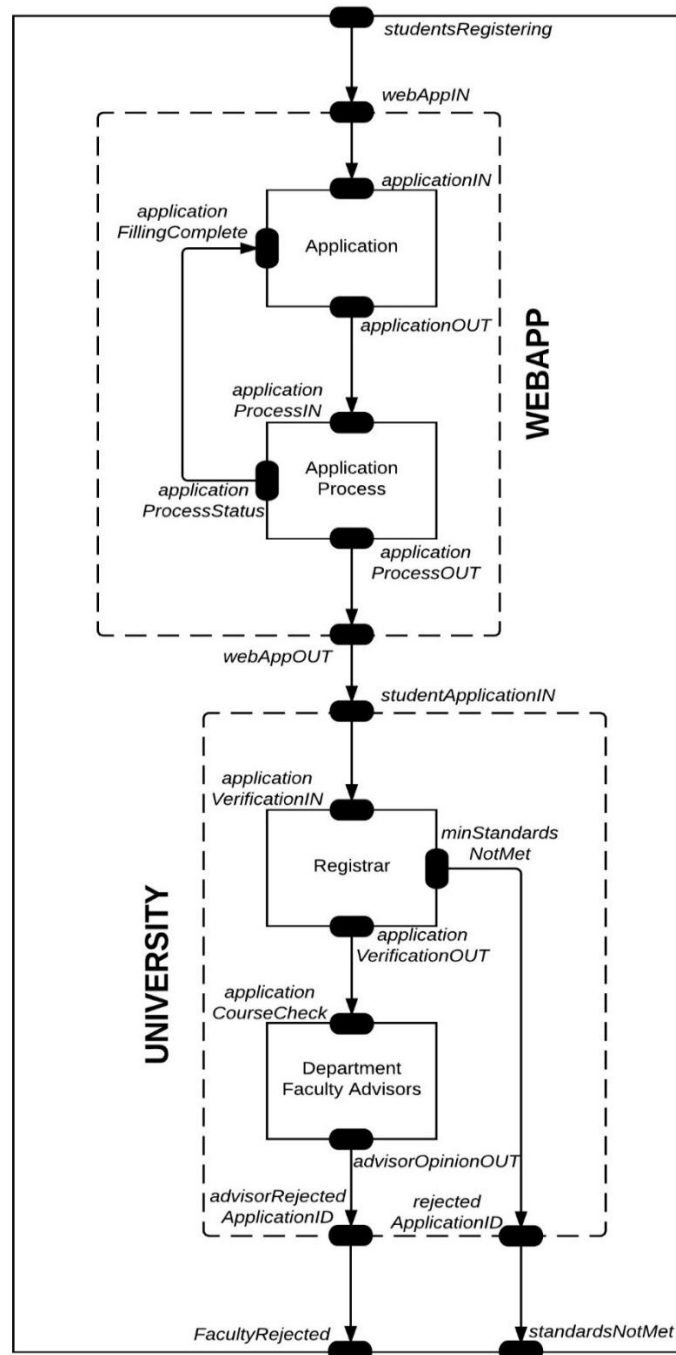 studentsRegistering
webAppIN
applicationIN
application
FillingComplete
Application
applicationOUT
WEBAPP
application
ProcessIN
Application
Process
application
ProcessStatus
application
ProcessOUT
webAppOUT
studentApplicationIN
application
VerificationIN
minStandards
NotMet
Registrar
application
VerificationOUT
UNIVERSITY
application
CourseCheck
Department
Faculty Advisors
advisorOpinionOUT
advisorRejected
ApplicationID
rejected
ApplicationID
FacultyRejected
standardsNotMet